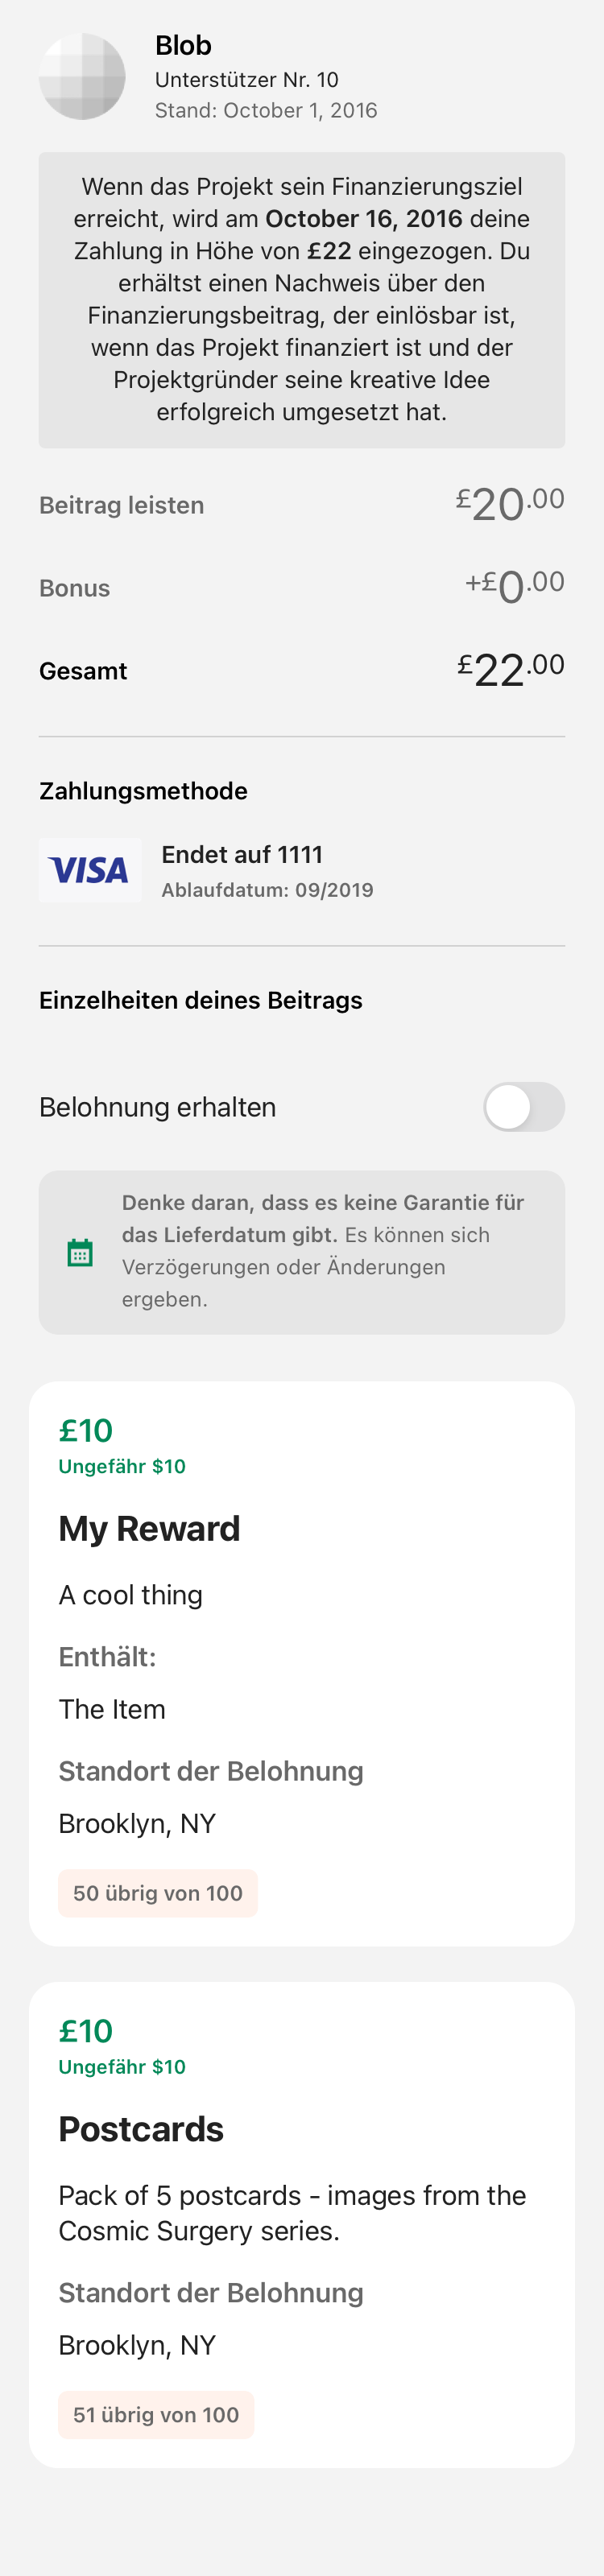 Blob
Unterstützer Nr. 10
Stand: October 1, 2016
Wenn das Projekt sein Finanzierungsziel
erreicht, wird am October 16, 2016 deine
Zahlung in Höhe von £22 eingezogen. Du
erhältst einen Nachweis über den
Finanzierungsbeitrag, der einlösbar ist,
wenn das Projekt finanziert ist und der
Projektgründer seine kreative Idee
erfolgreich umgesetzt hat.
Beitrag leisten £20.00
Bonus +£0.00
Gesamt £22.00
Zahlungsmethode
VISA
Endet auf 1111
Ablaufdatum: 09/2019
Einzelheiten deines Beitrags
Belohnung erhalten
Denke daran, dass es keine Garantie für
das Lieferdatum gibt. Es können sich
Verzögerungen oder Änderungen
ergeben.
£10
Ungefähr $10
My Reward
A cool thing
Enthält:
The Item
Standort der Belohnung
Brooklyn, NY
50 übrig von 100
£10
Ungefähr $10
Postcards
Pack of 5 postcards - images from the
Cosmic Surgery series.
Standort der Belohnung
Brooklyn, NY
51 übrig von 100